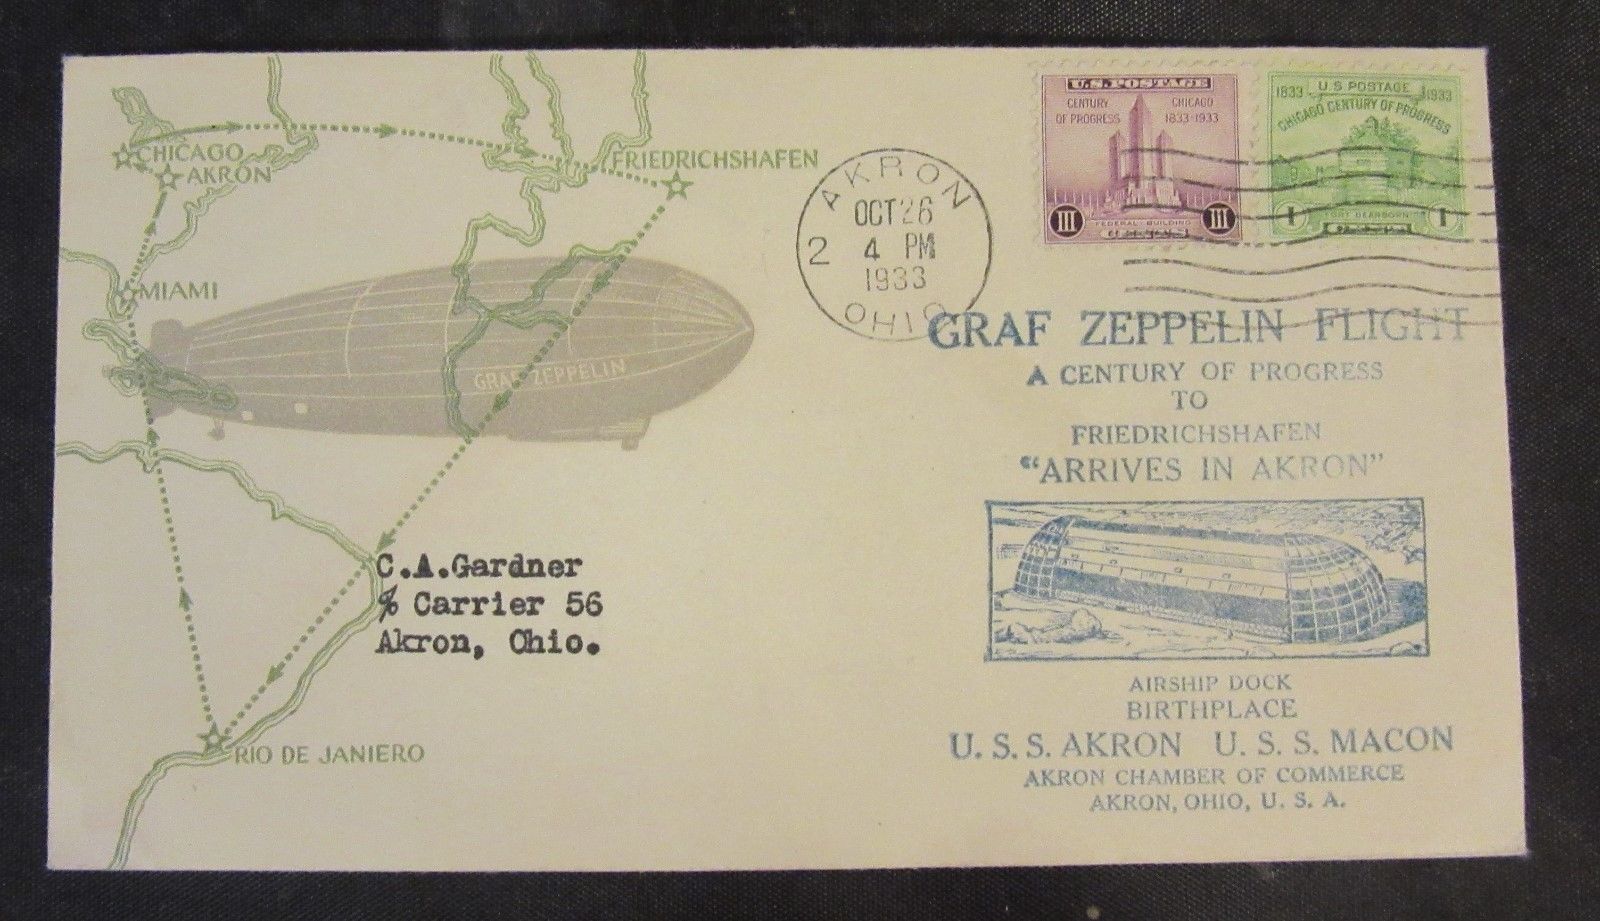 CHICAGO
AKRON
FRIEDRICHSHAFEN
MIAMI
GRAF ZEPPELIN
RIO DE JANIERO
AKRON
OCT 26
2 4 PM
1933
OHIO
U.S. POSTAGE
CENTURY OF PROGRESS
CHICAGO 1833-1933
III III
FEDERAL BUILDING
U S POSTAGE
1833 1933
CHICAGO CENTURY OF PROGRESS
1 1
FORT DEARBORN
GRAF ZEPPELIN FLIGHT
A CENTURY OF PROGRESS
TO
FRIEDRICHSHAFEN
"ARRIVES IN AKRON"
C.A.Gardner
c/o Carrier 56
Akron, Ohio.
AIRSHIP DOCK
BIRTHPLACE
U. S. S. AKRON U. S. S. MACON
AKRON CHAMBER OF COMMERCE
AKRON, OHIO, U. S. A.